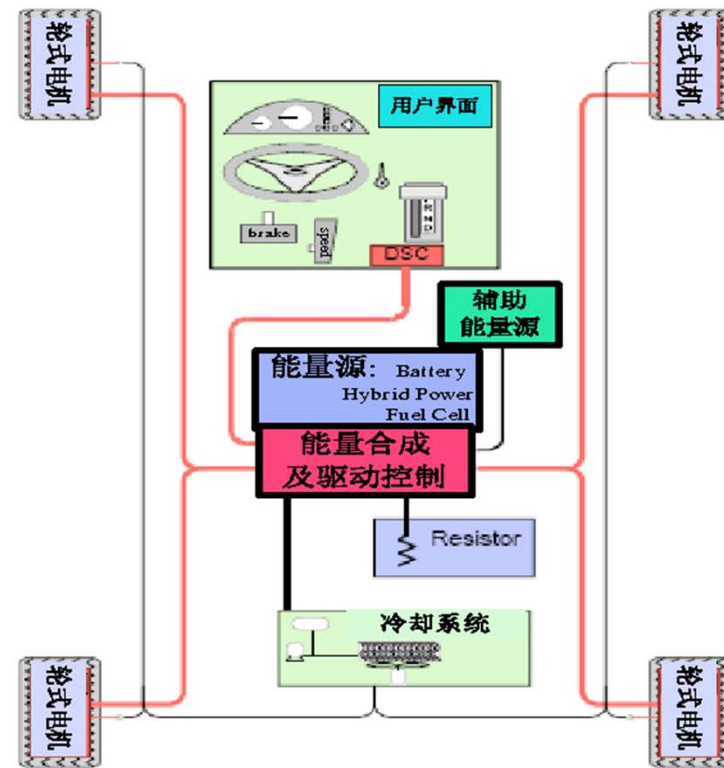 轮式电机
轮式电机
用户界面
brake
speed
R
N
D
DSC
辅助
能量源
能量源: Battery
Hybrid Power
Fuel Cell
能量合成
及驱动控制
Resistor
冷却系统
轮式电机
轮式电机